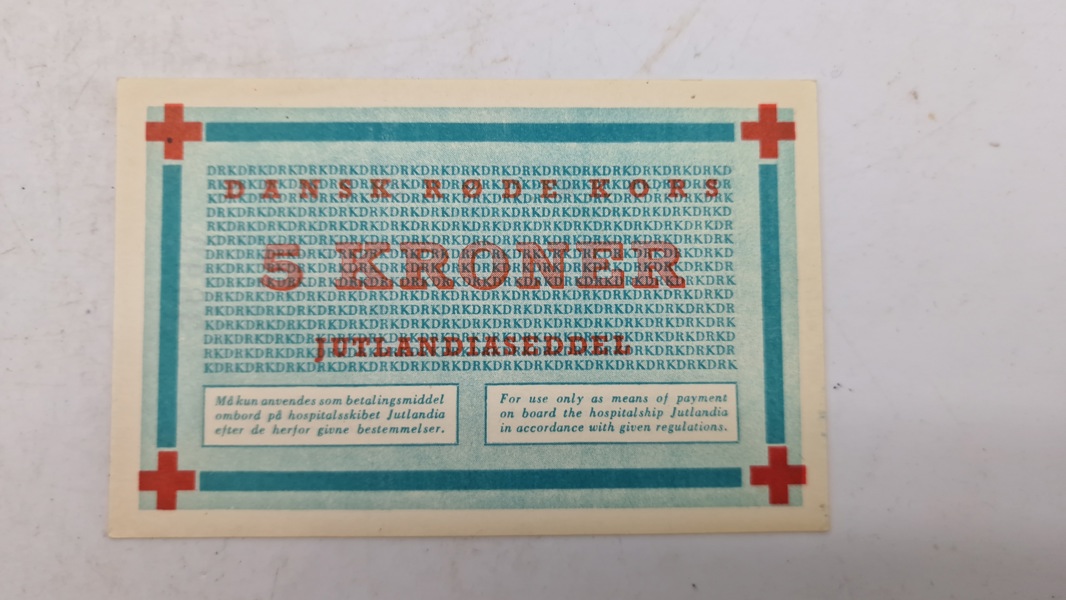 DANSK RØDE KORS
5 KRONER
JUTLANDIASEDDEL
Må kun anvendes som betalingsmiddel
ombord på hospitalsskibet Jutlandia
efter de herfor givne bestemmelser.
For use only as means of payment
on board the hospitalship Jutlandia
in accordance with given regulations.